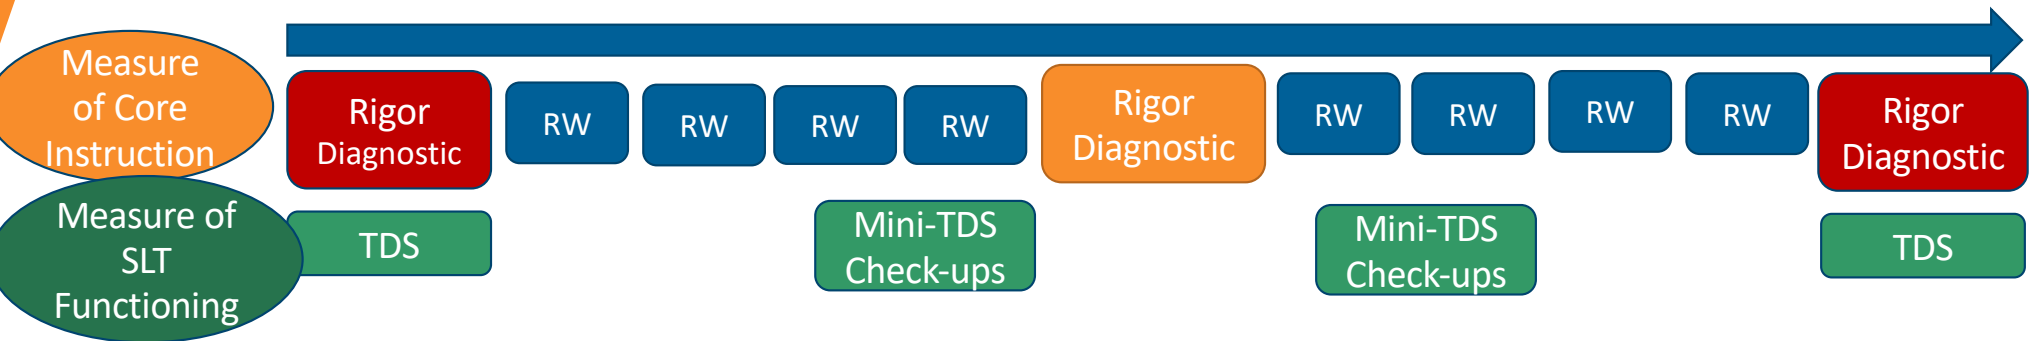 Measure
of Core
Instruction
Rigor
Diagnostic
RW
RW
RW
RW
Rigor
Diagnostic
RW
RW
RW
RW
Rigor
Diagnostic
Measure of
SLT
Functioning
TDS
Mini-TDS
Check-ups
Mini-TDS
Check-ups
TDS